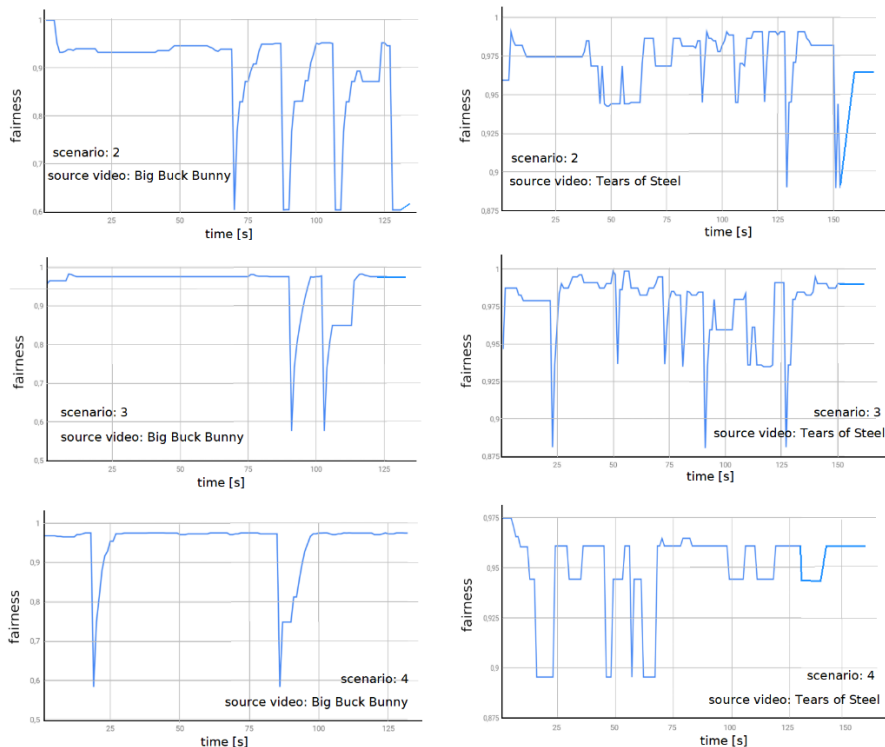 1
0,9
0,8
0,7
0,6
fairness
scenario: 2
source video: Big Buck Bunny
25
50
75
100
125
time [s]
1
0,975
0,95
0,925
0,9
0,875
fairness
scenario: 2
source video: Tears of Steel
25
50
75
100
125
150
time [s]
1
0,9
0,8
0,7
0,6
0,5
fairness
scenario: 3
source video: Big Buck Bunny
25
50
75
100
125
time [s]
1
0,975
0,95
0,925
0,9
0,875
fairness
scenario: 3
source video: Tears of Steel
25
50
75
100
125
150
time [s]
1
0,9
0,8
0,7
0,6
0,5
fairness
scenario: 4
source video: Big Buck Bunny
25
50
75
100
125
time [s]
0,975
0,95
0,925
0,9
0,875
fairness
scenario: 4
source video: Tears of Steel
25
50
75
100
125
150
time [s]